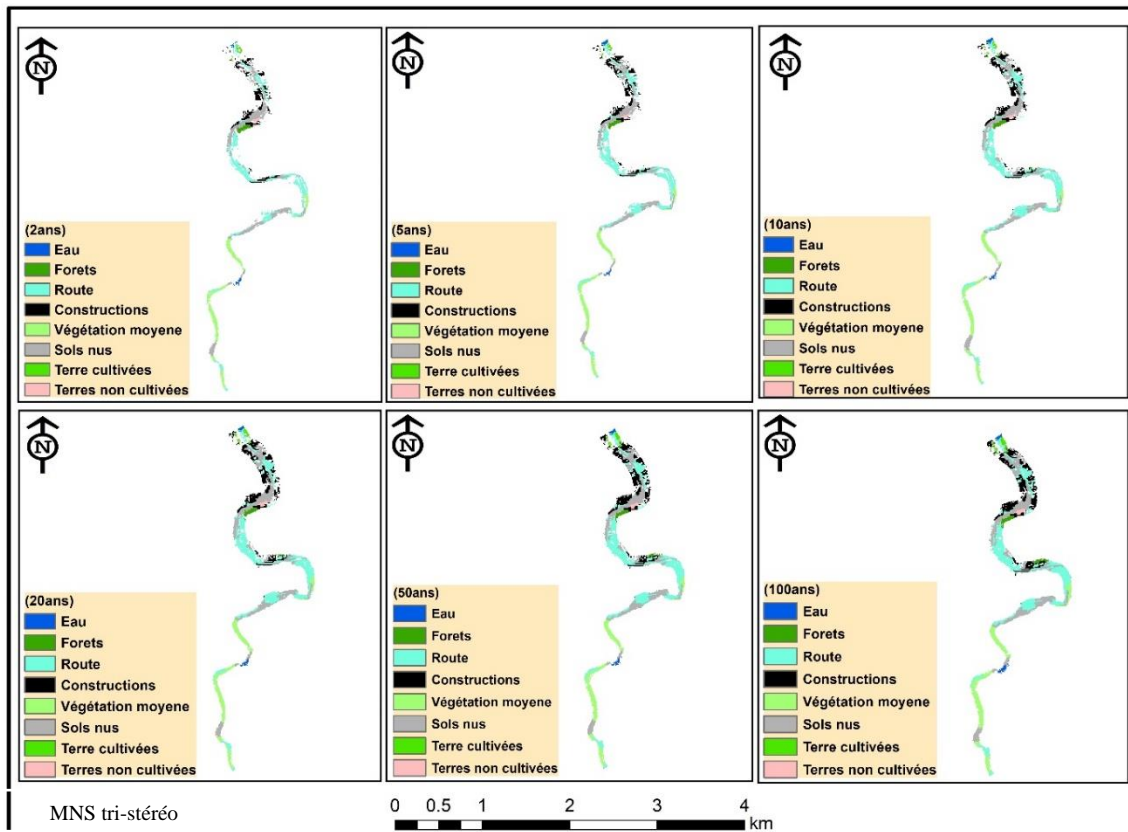 N
(2ans)
Eau
Forets
Route
Constructions
Végétation moyene
Sols nus
Terre cultivées
Terres non cultivées
N
(5ans)
Eau
Forets
Route
Constructions
Végétation moyene
Sols nus
Terre cultivées
Terres non cultivées
N
(10ans)
Eau
Forets
Route
Constructions
Végétation moyene
Sols nus
Terre cultivées
Terres non cultivées
N
(20ans)
Eau
Forets
Route
Constructions
Végétation moyene
Sols nus
Terre cultivées
Terres non cultivées
N
(50ans)
Eau
Forets
Route
Constructions
Végétation moyene
Sols nus
Terre cultivées
Terres non cultivées
N
(100ans)
Eau
Forets
Route
Constructions
Végétation moyene
Sols nus
Terre cultivées
Terres non cultivées
MNS tri-stéréo
0 0.5 1 2 3 4
km